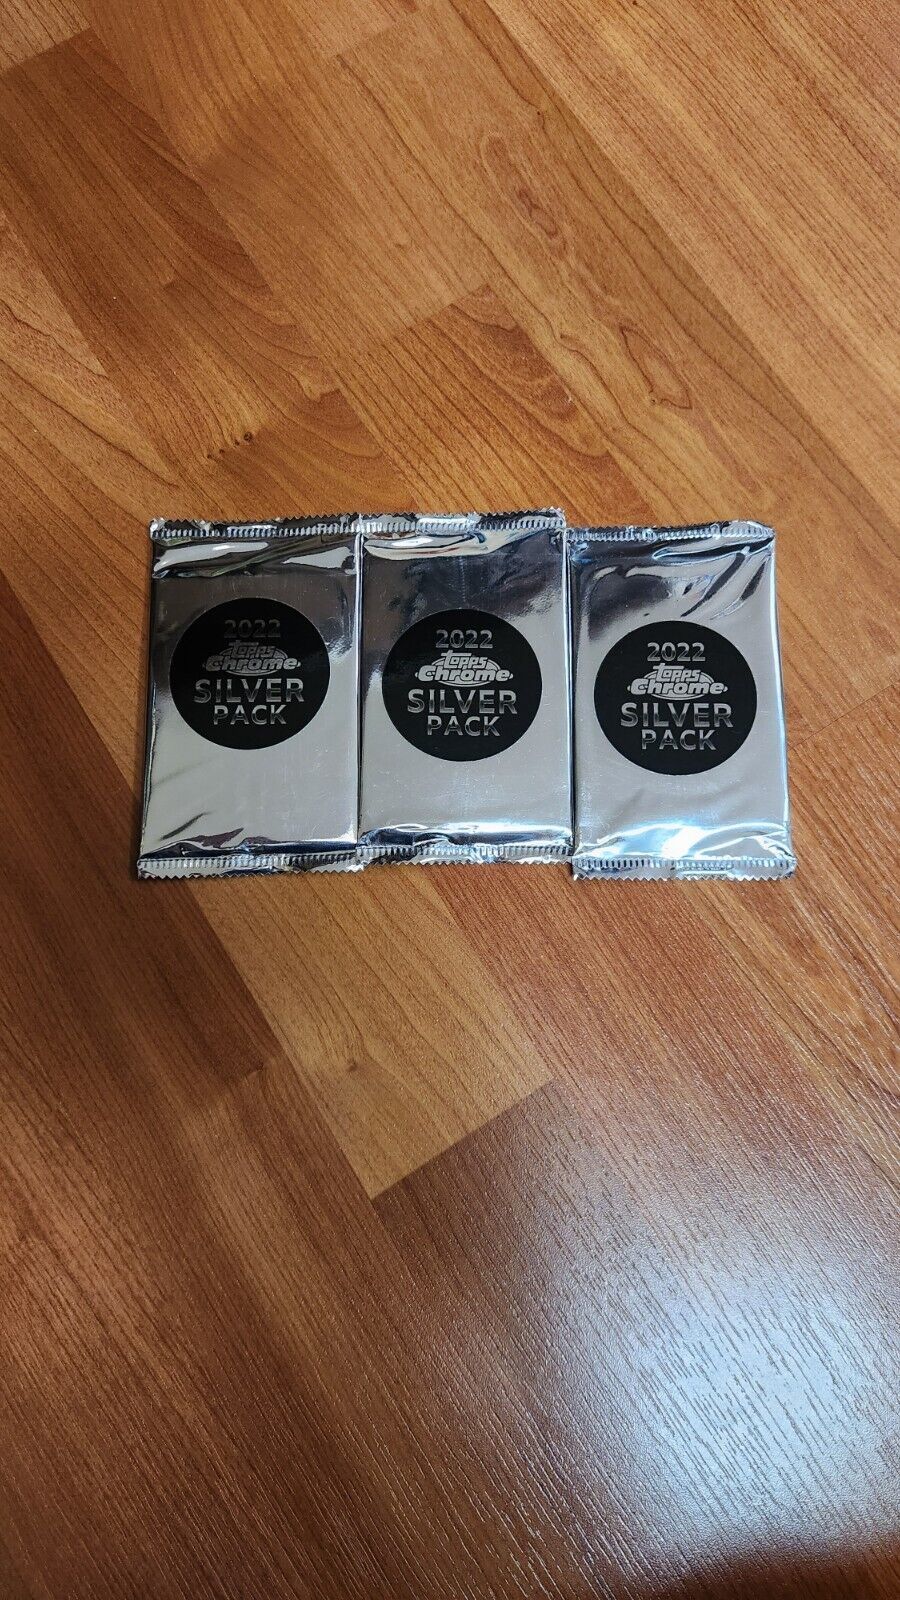 2022
topps
Chrome
SILVER
PACK
2022
topps
Chrome
SILVER
PACK
2022
topps
Chrome
SILVER
PACK